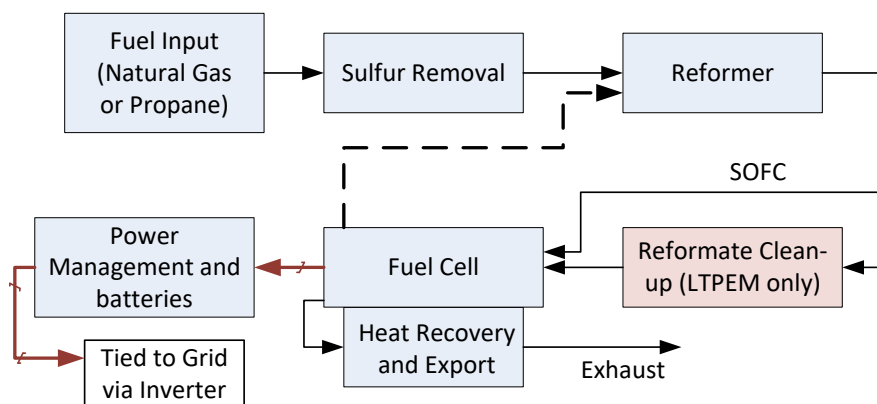 Fuel Input
(Natural Gas
or Propane)
Sulfur Removal
Reformer
SOFC
Power
Management and
batteries
Fuel Cell
Reformate Clean-
up (LTPEM only)
Heat Recovery
and Export
Exhaust
Tied to Grid
via Inverter